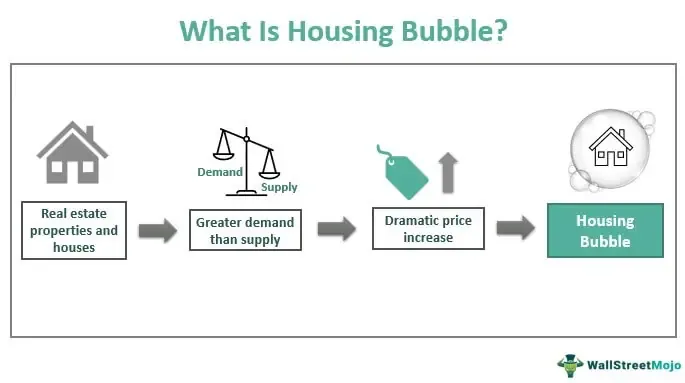 What Is Housing Bubble?
Demand
Supply
Real estate
properties and
houses
Greater demand
than supply
Dramatic price
increase
Housing
Bubble
WallStreetMojo